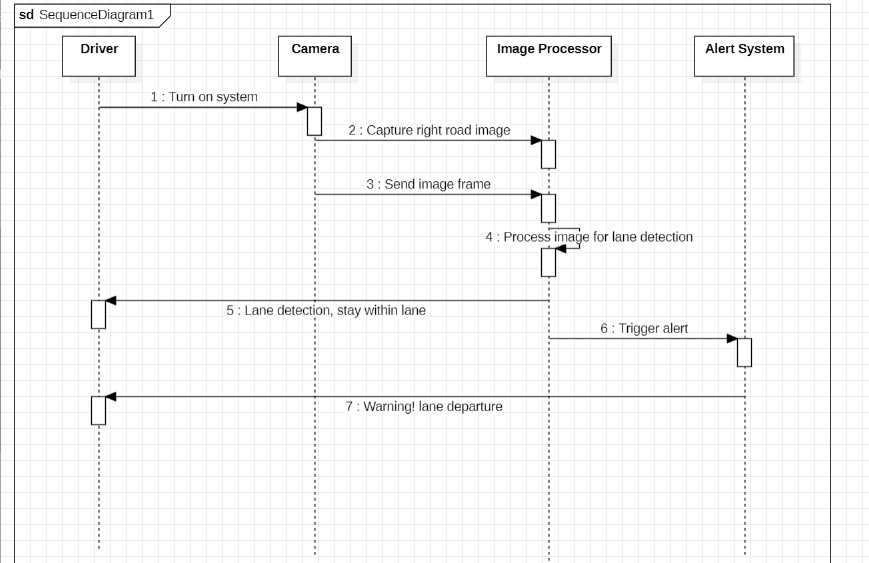 sd SequenceDiagram1
Driver
Camera
Image Processor
Alert System
1 : Turn on system
2 : Capture right road image
3 : Send image frame
4 : Process image for lane detection
5 : Lane detection, stay within lane
6 : Trigger alert
7 : Warning! lane departure